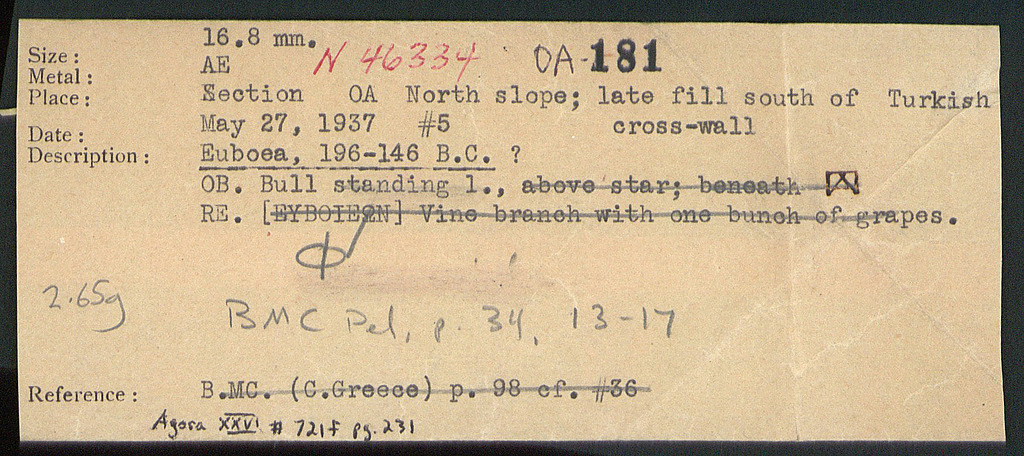 Size : 16.8 mm.
Metal : AE N 46334 OA-181
Place : Section OA North slope; late fill south of Turkish
Date : May 27, 1937 #5 cross-wall
Description : Euboea, 196-146 B.C. ?
OB. Bull standing l., above star; beneath
RE. [ΕΥΒΟΙΕΩΝ] Vine branch with one bunch of grapes.
Φ
2.65g
BMC Pel, p. 34, 13-17
Reference : B.MC. (C.Greece) p. 98 cf. #36
Agora XXVI # 721f pg. 231